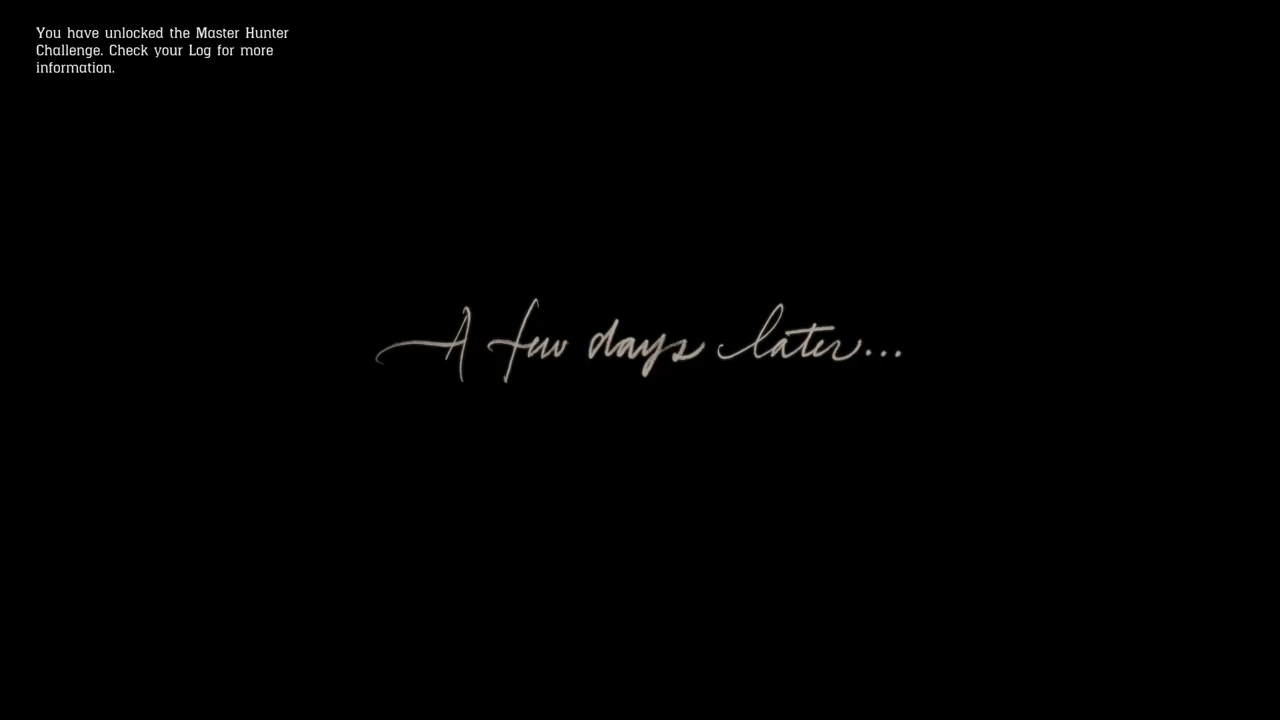 You have unlocked the Master Hunter
Challenge. Check your Log for more
information.
A few days later...